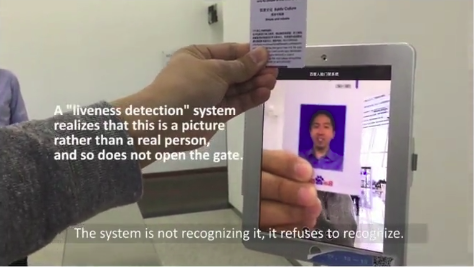 A "liveness detection" system
realizes that this is a picture
rather than a real person,
and so does not open the gate.
The system is not recognizing it, it refuses to recognize.